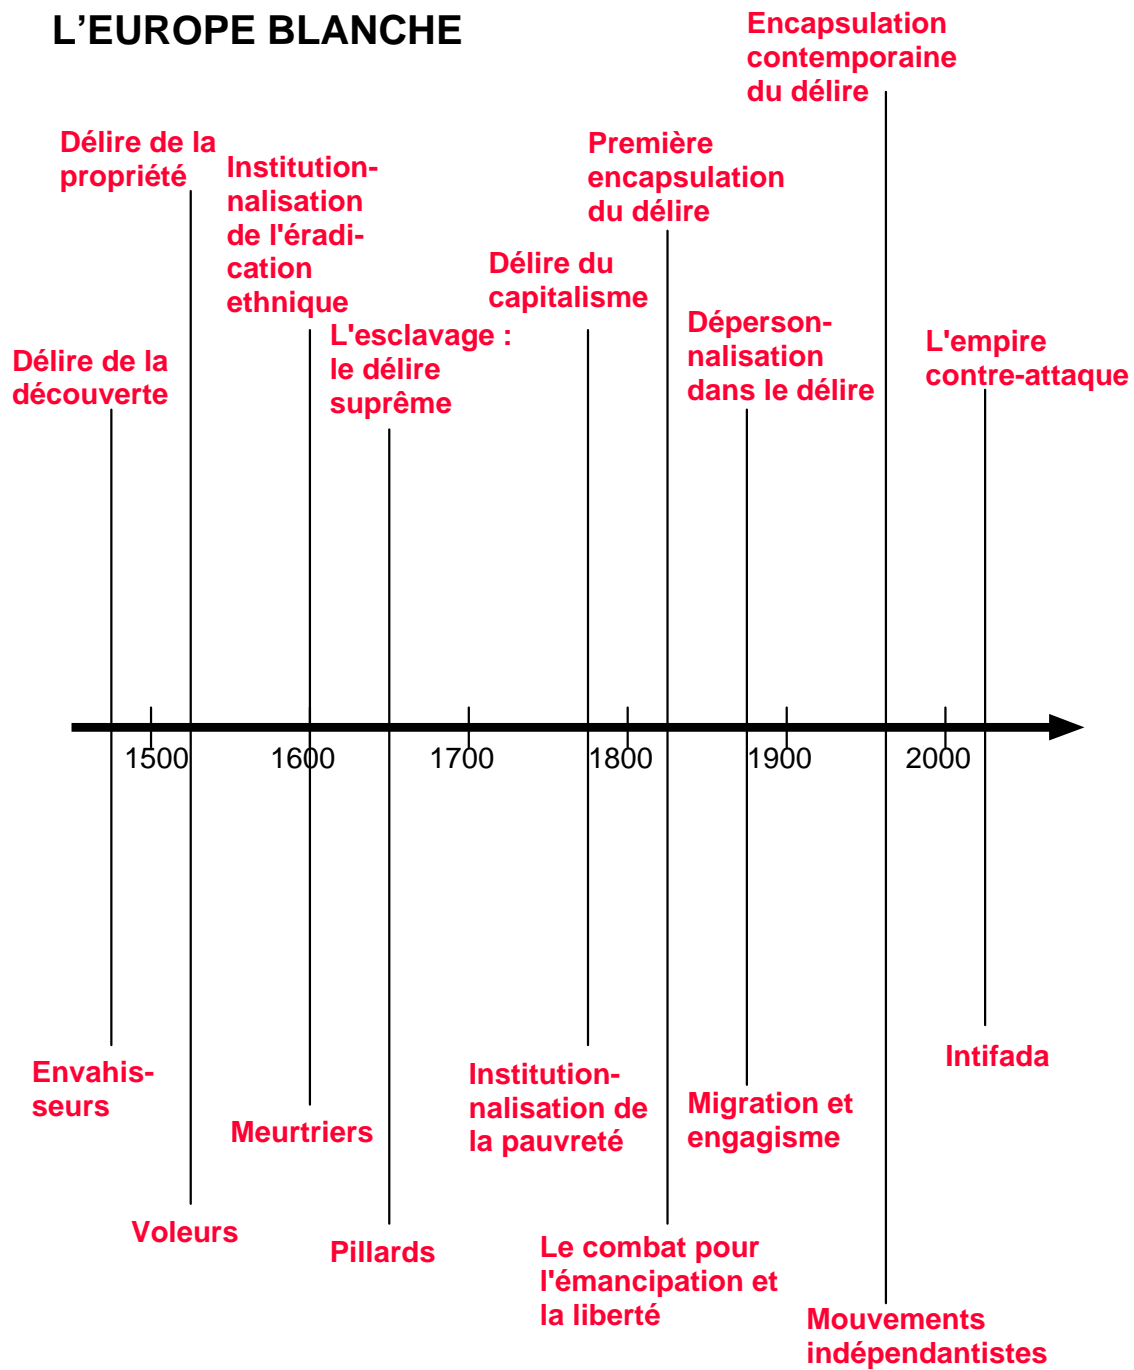 L’EUROPE BLANCHE
Encapsulation
contemporaine
du délire
Délire de la
propriété
Première
encapsulation
du délire
Institution-
nalisation
de l'éradi-
cation
ethnique
Délire du
capitalisme
Déperson-
nalisation
dans le délire
L'esclavage :
le délire
suprême
L'empire
contre-attaque
Délire de la
découverte
1500
1600
1700
1800
1900
2000
Envahis-
seurs
Meurtriers
Institution-
nalisation de
la pauvreté
Migration et
engagisme
Intifada
Voleurs
Pillards
Le combat pour
l'émancipation et
la liberté
Mouvements
indépendantistes